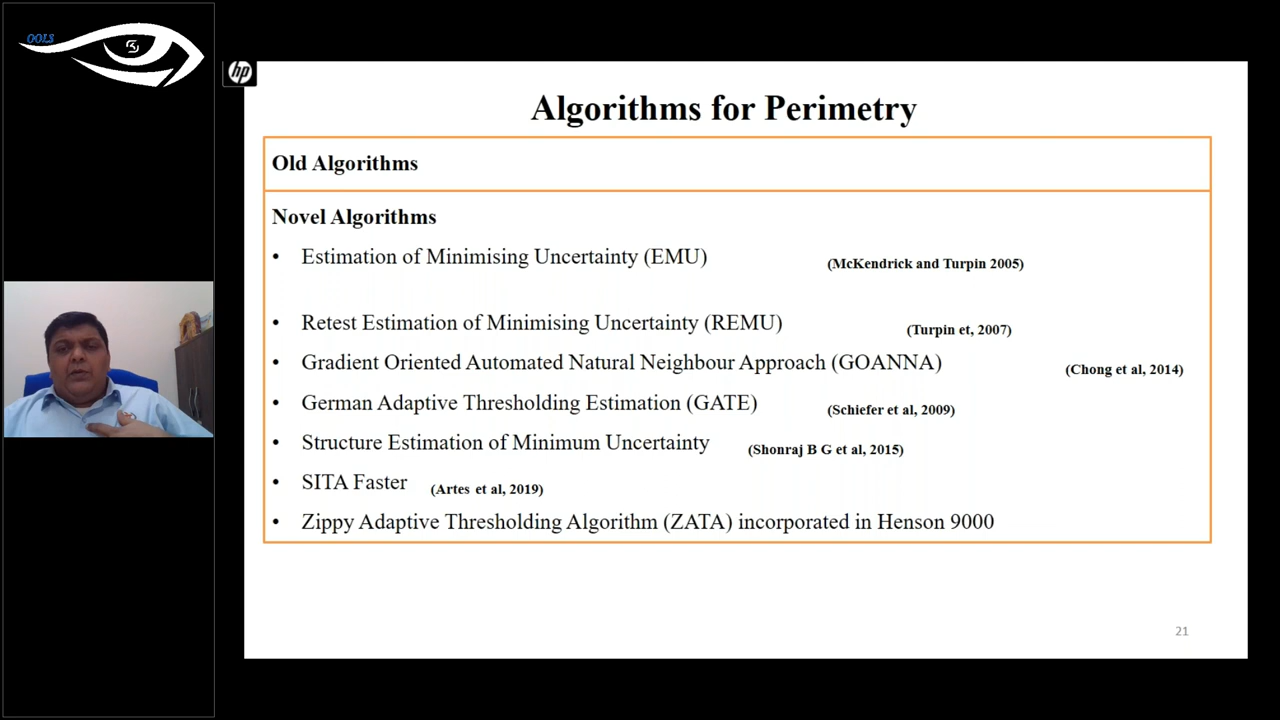 OOLS
hp
Algorithms for Perimetry
Old Algorithms
Novel Algorithms
• Estimation of Minimising Uncertainty (EMU) (McKendrick and Turpin 2005)
• Retest Estimation of Minimising Uncertainty (REMU) (Turpin et, 2007)
• Gradient Oriented Automated Natural Neighbour Approach (GOANNA) (Chong et al, 2014)
• German Adaptive Thresholding Estimation (GATE) (Schiefer et al, 2009)
• Structure Estimation of Minimum Uncertainty (Shonraj B G et al, 2015)
• SITA Faster (Artes et al, 2019)
• Zippy Adaptive Thresholding Algorithm (ZATA) incorporated in Henson 9000
21